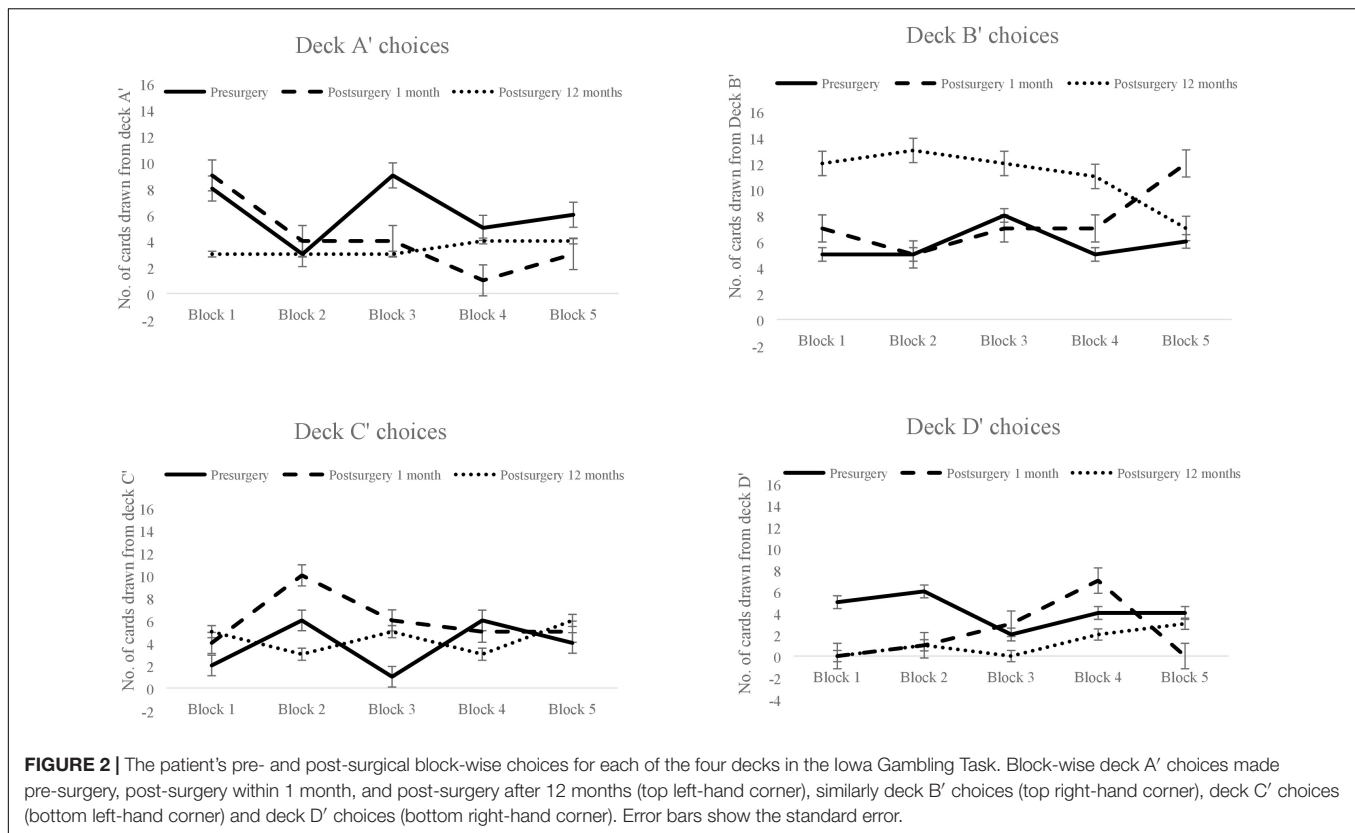 Deck A' choices
Presurgery Postsurgery 1 month Postsurgery 12 months
No. of cards drawn from deck A'
16
14
12
10
8
6
4
2
0
-2
Block 1 Block 2 Block 3 Block 4 Block 5
Deck B' choices
Presurgery Postsurgery 1 month Postsurgery 12 months
No. of cards drawn from Deck B'
16
14
12
10
8
6
4
2
0
-2
Block 1 Block 2 Block 3 Block 4 Block 5
Deck C' choices
Presurgery Postsurgery 1 month Postsurgery 12 months
No. of cards drawn from deck C'
16
14
12
10
8
6
4
2
0
-2
Block 1 Block 2 Block 3 Block 4 Block 5
Deck D' choices
Presurgery Postsurgery 1 month Postsurgery 12 months
No. of cards drawn from deck D'
16
14
12
10
8
6
4
2
0
-2
-4
Block 1 Block 2 Block 3 Block 4 Block 5
FIGURE 2 | The patient's pre- and post-surgical block-wise choices for each of the four decks in the Iowa Gambling Task. Block-wise deck A′ choices made
pre-surgery, post-surgery within 1 month, and post-surgery after 12 months (top left-hand corner), similarly deck B′ choices (top right-hand corner), deck C′ choices
(bottom left-hand corner) and deck D′ choices (bottom right-hand corner). Error bars show the standard error.